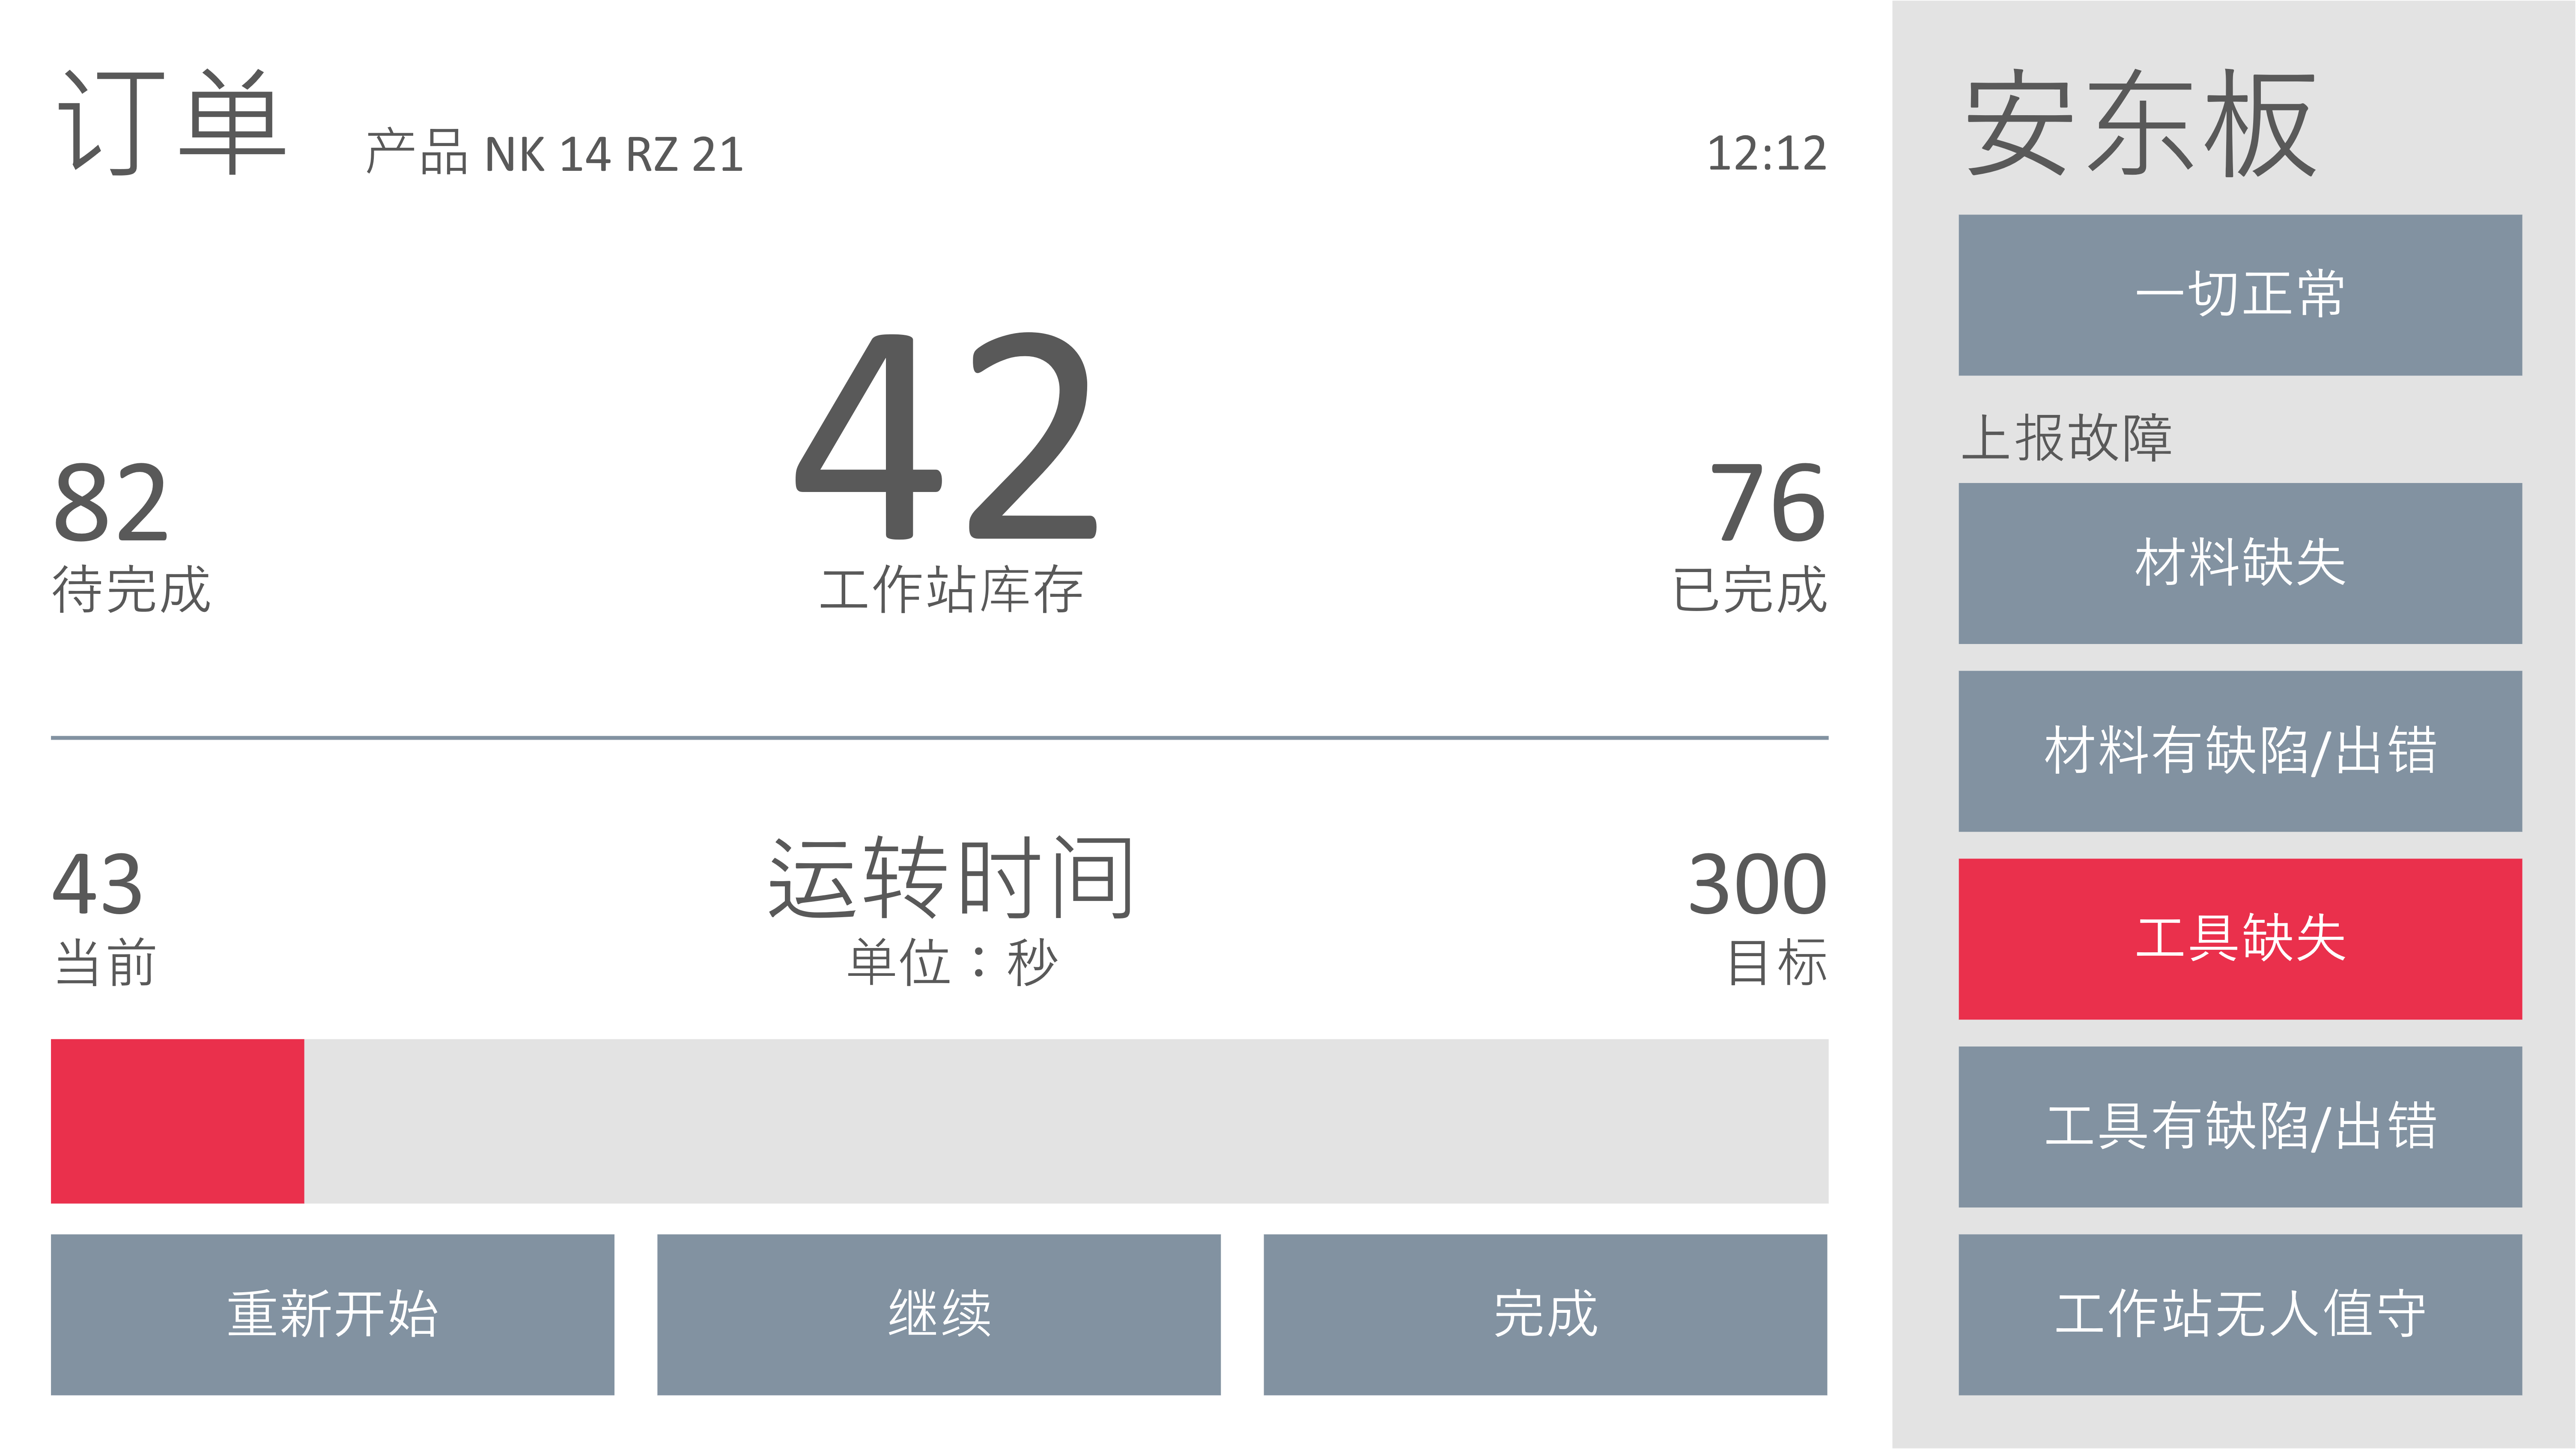 订单 产品 NK 14 RZ 21 12:12
82
待完成
42
工作站库存
76
已完成
43
当前
运转时间
单位：秒
300
目标
重新开始
继续
完成
安东板
一切正常
上报故障
材料缺失
材料有缺陷/出错
工具缺失
工具有缺陷/出错
工作站无人值守